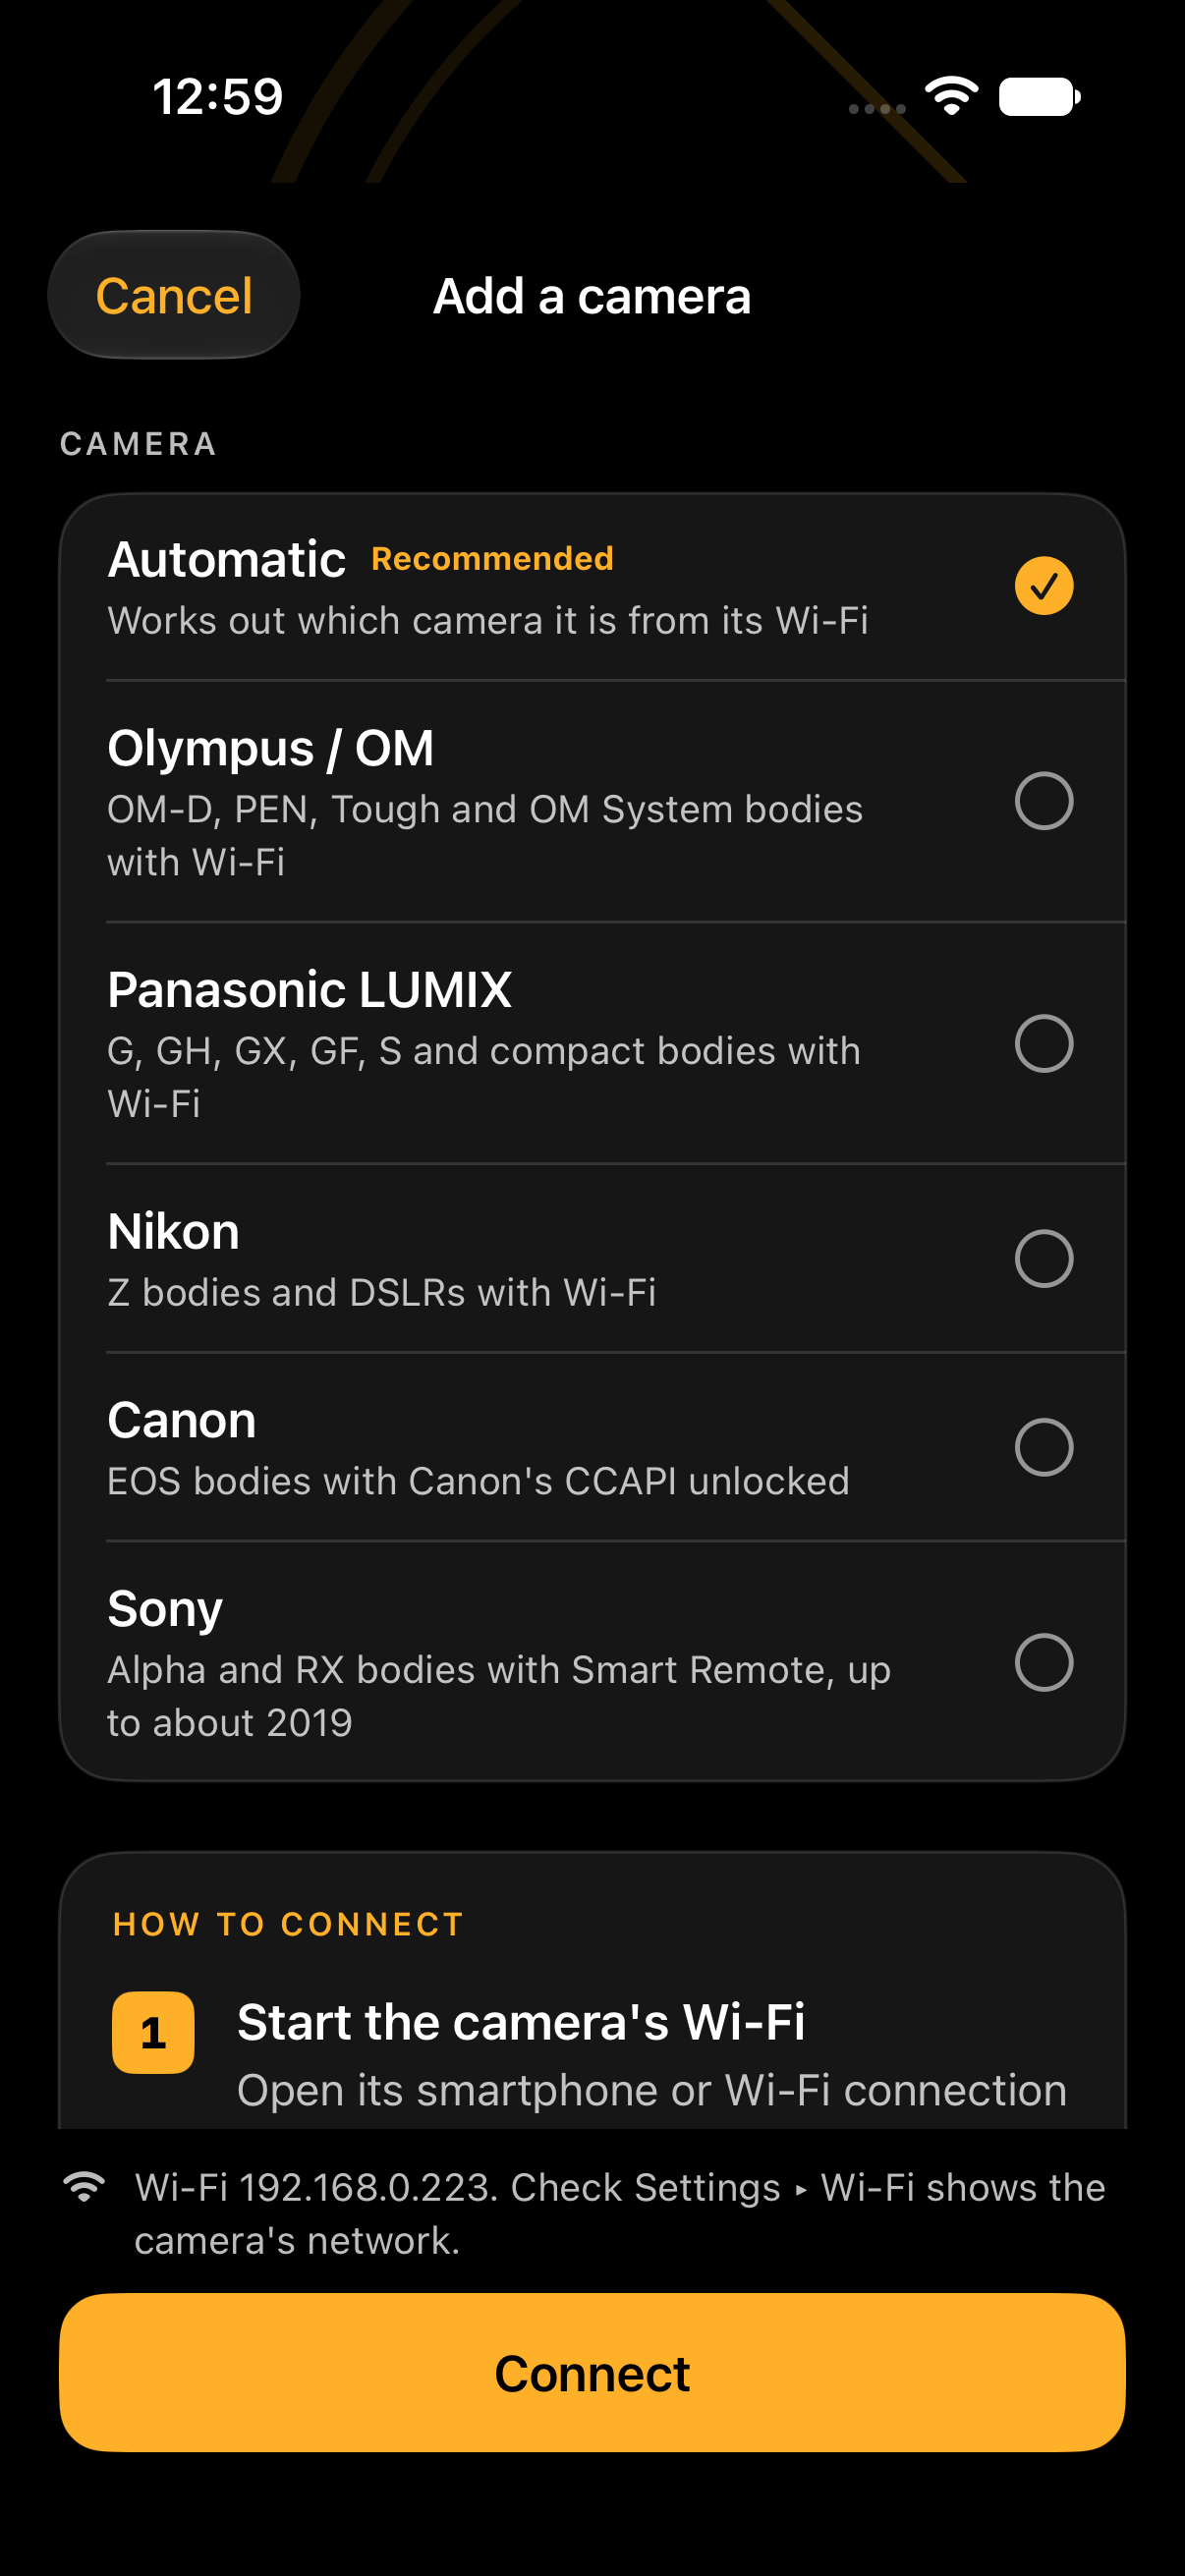 12:59
Cancel
Add a camera
CAMERA
Automatic Recommended
Works out which camera it is from its Wi-Fi
Olympus / OM
OM-D, PEN, Tough and OM System bodies
with Wi-Fi
Panasonic LUMIX
G, GH, GX, GF, S and compact bodies with
Wi-Fi
Nikon
Z bodies and DSLRs with Wi-Fi
Canon
EOS bodies with Canon's CCAPI unlocked
Sony
Alpha and RX bodies with Smart Remote, up
to about 2019
HOW TO CONNECT
1 Start the camera's Wi-Fi
Open its smartphone or Wi-Fi connection
Wi-Fi 192.168.0.223. Check Settings ▸ Wi-Fi shows the
camera's network.
Connect